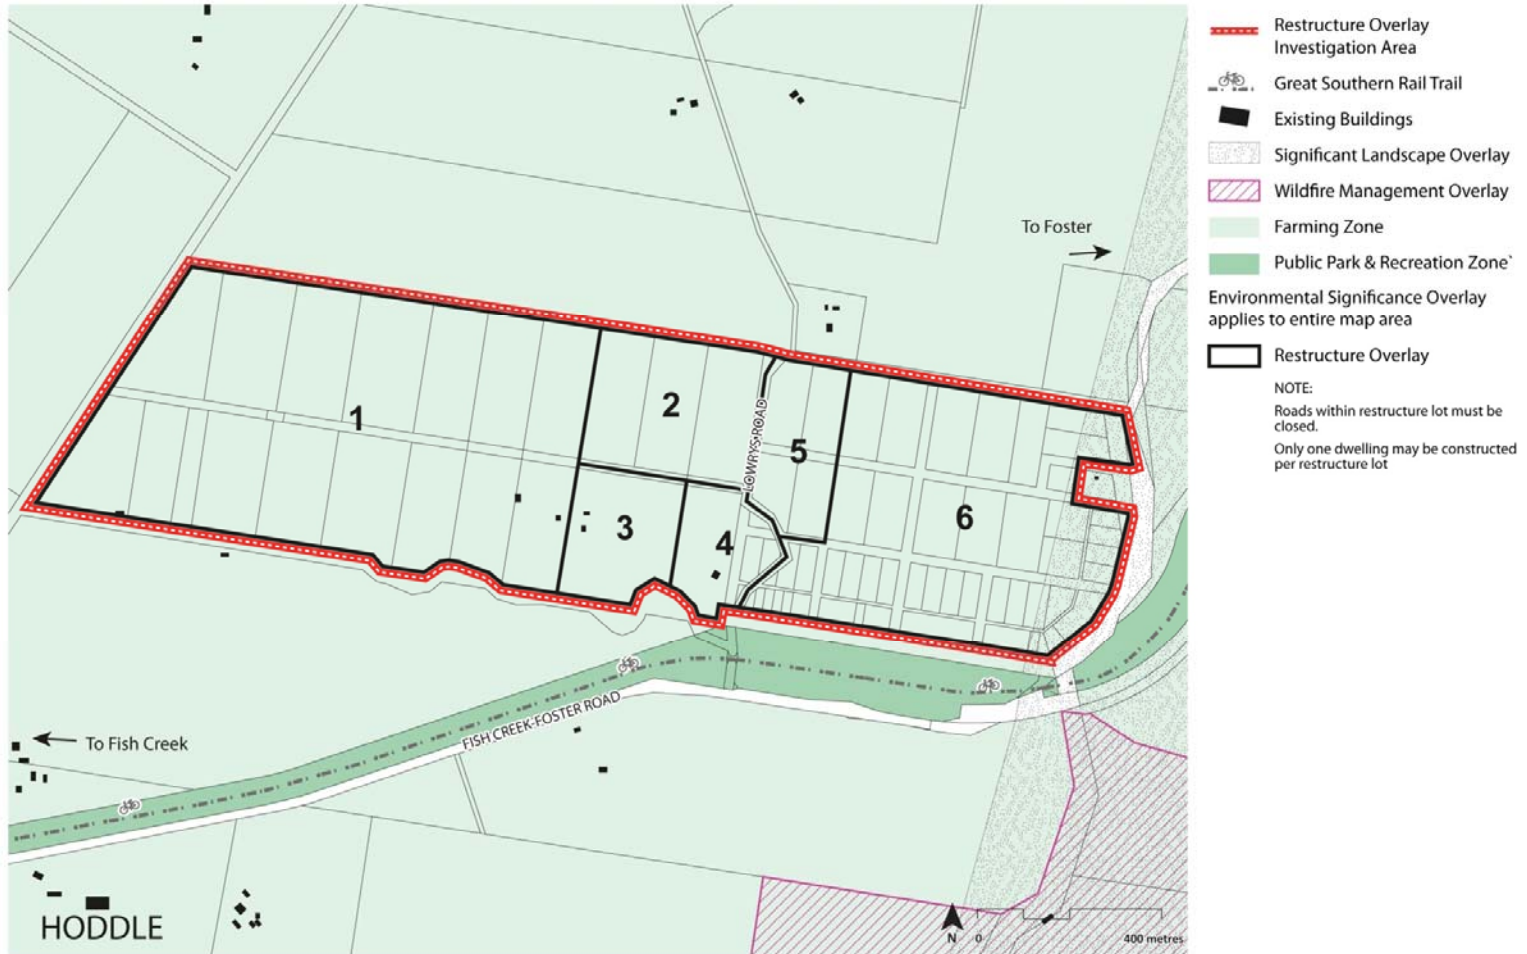 Restructure Overlay
Investigation Area
Great Southern Rail Trail
Existing Buildings
Significant Landscape Overlay
Wildfire Management Overlay
Farming Zone
Public Park & Recreation Zone`
Environmental Significance Overlay
applies to entire map area
Restructure Overlay
NOTE:
Roads within restructure lot must be
closed.
Only one dwelling may be constructed
per restructure lot
To Foster
1
2
3
4
5
6
LOWRYS ROAD
FISH CREEK-FOSTER ROAD
To Fish Creek
HODDLE
N
0
400 metres